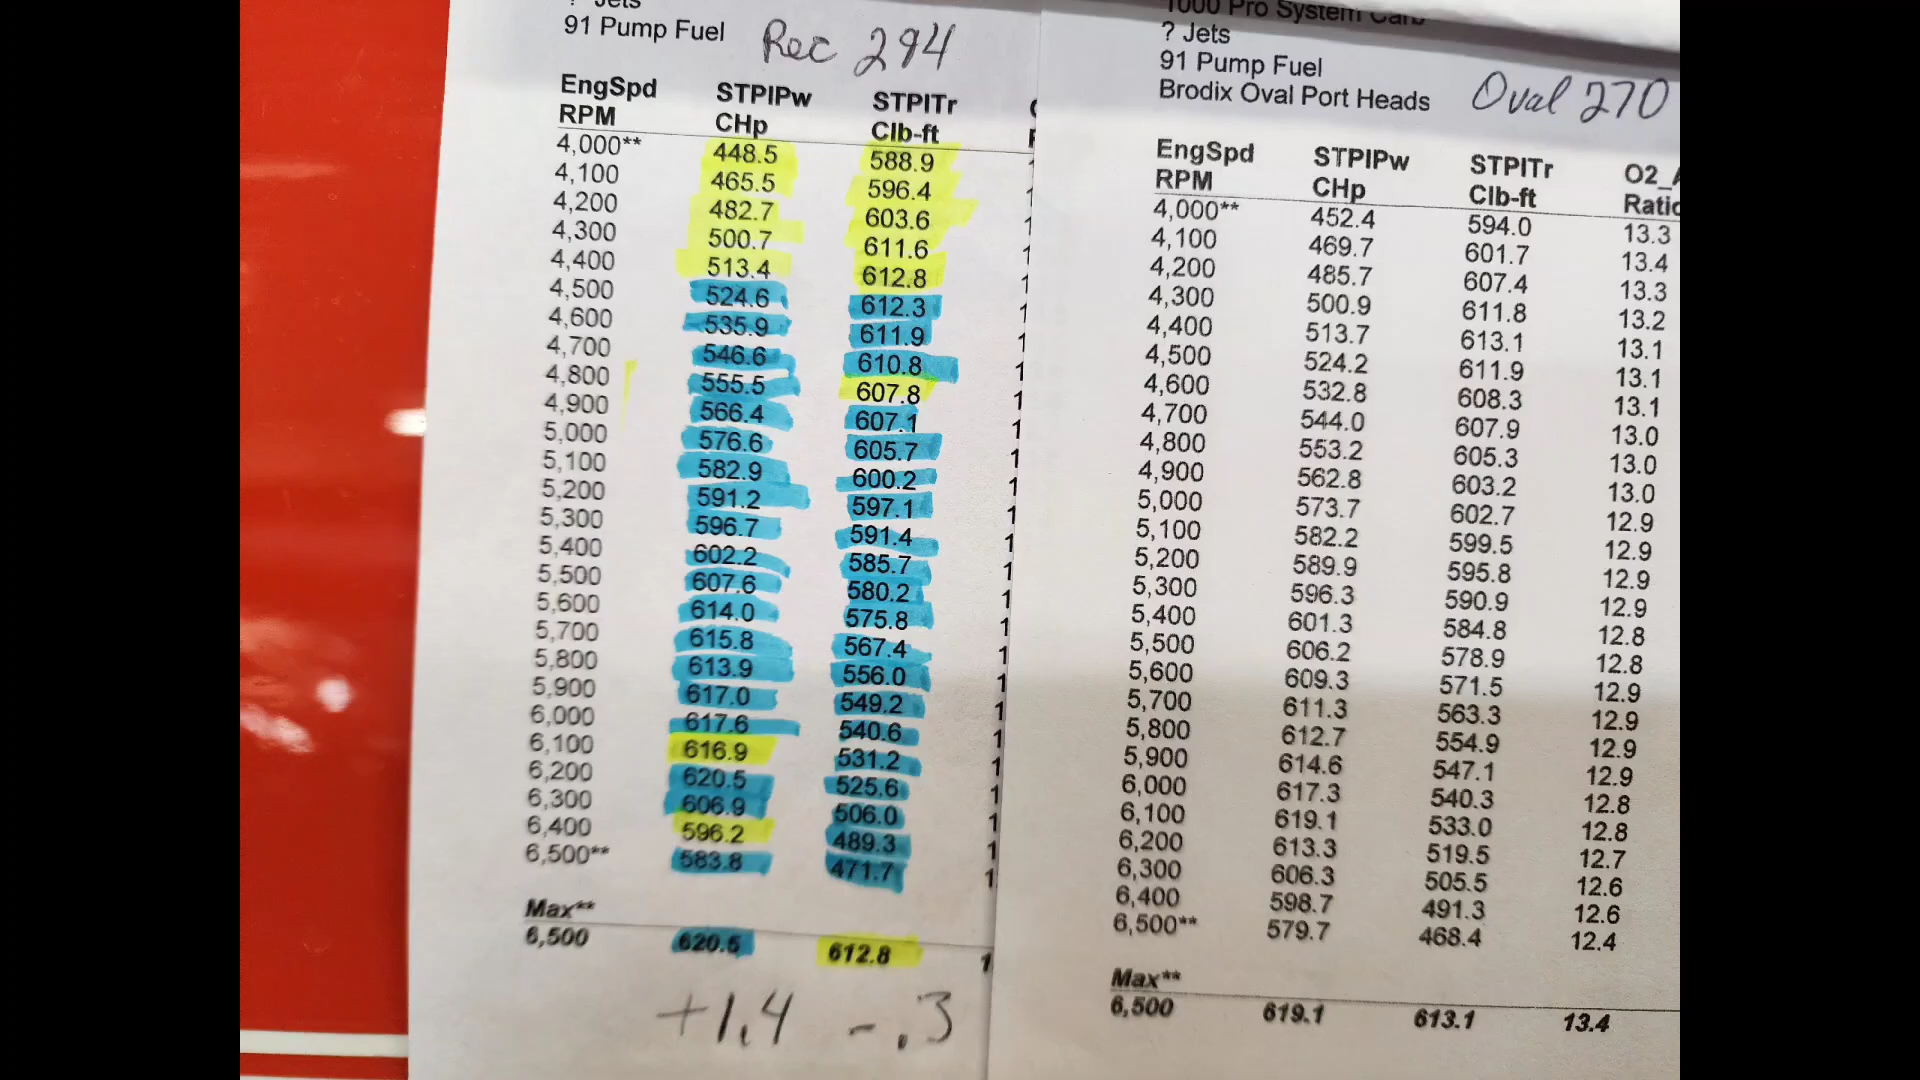 ? Jets
91 Pump Fuel
Rec 294
EngSpd STPIPw STPITr
RPM CHp Clb-ft
4,000** 448.5 588.9
4,100 465.5 596.4
4,200 482.7 603.6
4,300 500.7 611.6
4,400 513.4 612.8
4,500 524.6 612.3
4,600 535.9 611.9
4,700 546.6 610.8
4,800 555.5 607.8
4,900 566.4 607.1
5,000 576.6 605.7
5,100 582.9 600.2
5,200 591.2 597.1
5,300 596.7 591.4
5,400 602.2 585.7
5,500 607.6 580.2
5,600 614.0 575.8
5,700 615.8 567.4
5,800 613.9 556.0
5,900 617.0 549.2
6,000 617.6 540.6
6,100 616.9 531.2
6,200 620.5 525.6
6,300 606.9 506.0
6,400 596.2 489.3
6,500** 583.8 471.7
Max**
6,500 620.5 612.8
+1.4 -.3
1000 Pro System Carb
? Jets
91 Pump Fuel
Brodix Oval Port Heads
Oval 270
EngSpd STPIPw STPITr O2_A
RPM CHp Clb-ft Ratio
4,000** 452.4 594.0 13.3
4,100 469.7 601.7 13.4
4,200 485.7 607.4 13.3
4,300 500.9 611.8 13.2
4,400 513.7 613.1 13.1
4,500 524.2 611.9 13.1
4,600 532.8 608.3 13.1
4,700 544.0 607.9 13.0
4,800 553.2 605.3 13.0
4,900 562.8 603.2 13.0
5,000 573.7 602.7 12.9
5,100 582.2 599.5 12.9
5,200 589.9 595.8 12.9
5,300 596.3 590.9 12.9
5,400 601.3 584.8 12.8
5,500 606.2 578.9 12.8
5,600 609.3 571.5 12.9
5,700 611.3 563.3 12.9
5,800 612.7 554.9 12.9
5,900 614.6 547.1 12.9
6,000 617.3 540.3 12.8
6,100 619.1 533.0 12.8
6,200 613.3 519.5 12.7
6,300 606.3 505.5 12.6
6,400 598.7 491.3 12.6
6,500** 579.7 468.4 12.4
Max**
6,500 619.1 613.1 13.4